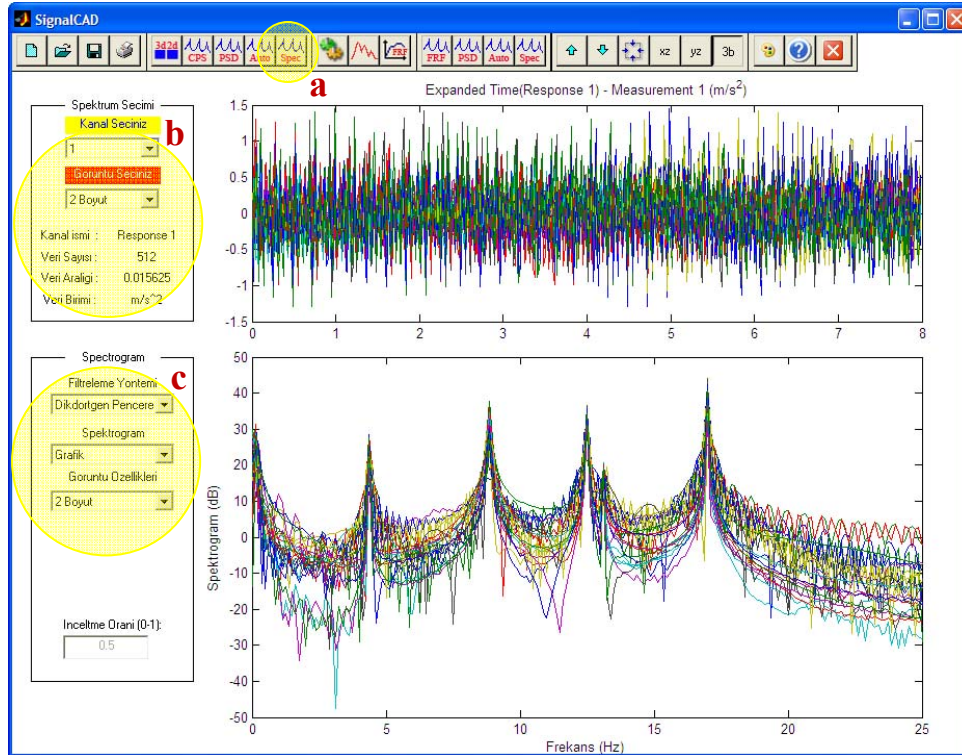 SignalCAD
3d2d CPS PSD Auto Spec FRF FRF PSD Auto Spec xz yz 3b
a
Spektrum Secimi
Kanal Seciniz
b
1
Goruntu Seciniz
2 Boyut
Kanal ismi : Response 1
Veri Sayısı : 512
Veri Araligi : 0.015625
Veri Birimi : m/s^2
Expanded Time(Response 1) - Measurement 1 (m/s²)
1.5
1
0.5
0
-0.5
-1
-1.5
0 1 2 3 4 5 6 7 8
Spectrogram
c
Filtreleme Yontemi
Dikdortgen Pencere
Spektrogram
Grafik
Goruntu Ozellikleri
2 Boyut
Inceltme Orani (0-1):
0.5
Spektrogram (dB)
50
40
30
20
10
0
-10
-20
-30
-40
-50
0 5 10 15 20 25
Frekans (Hz)